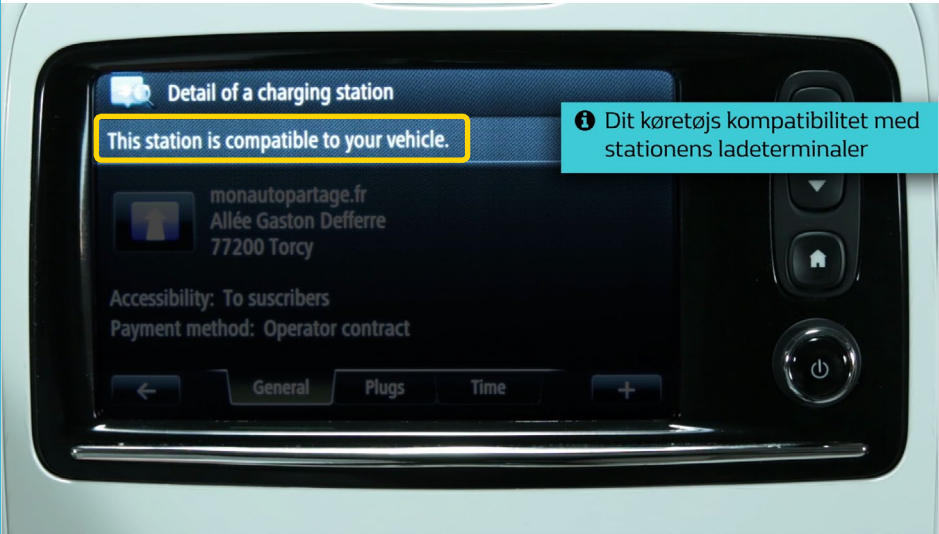 Detail of a charging station
This station is compatible to your vehicle.
Dit køretøjs kompatibilitet med
stationens ladeterminaler
monautopartage.fr
Allée Gaston Defferre
77200 Torcy
Accessibility: To suscribers
Payment method: Operator contract
General Plugs Time +